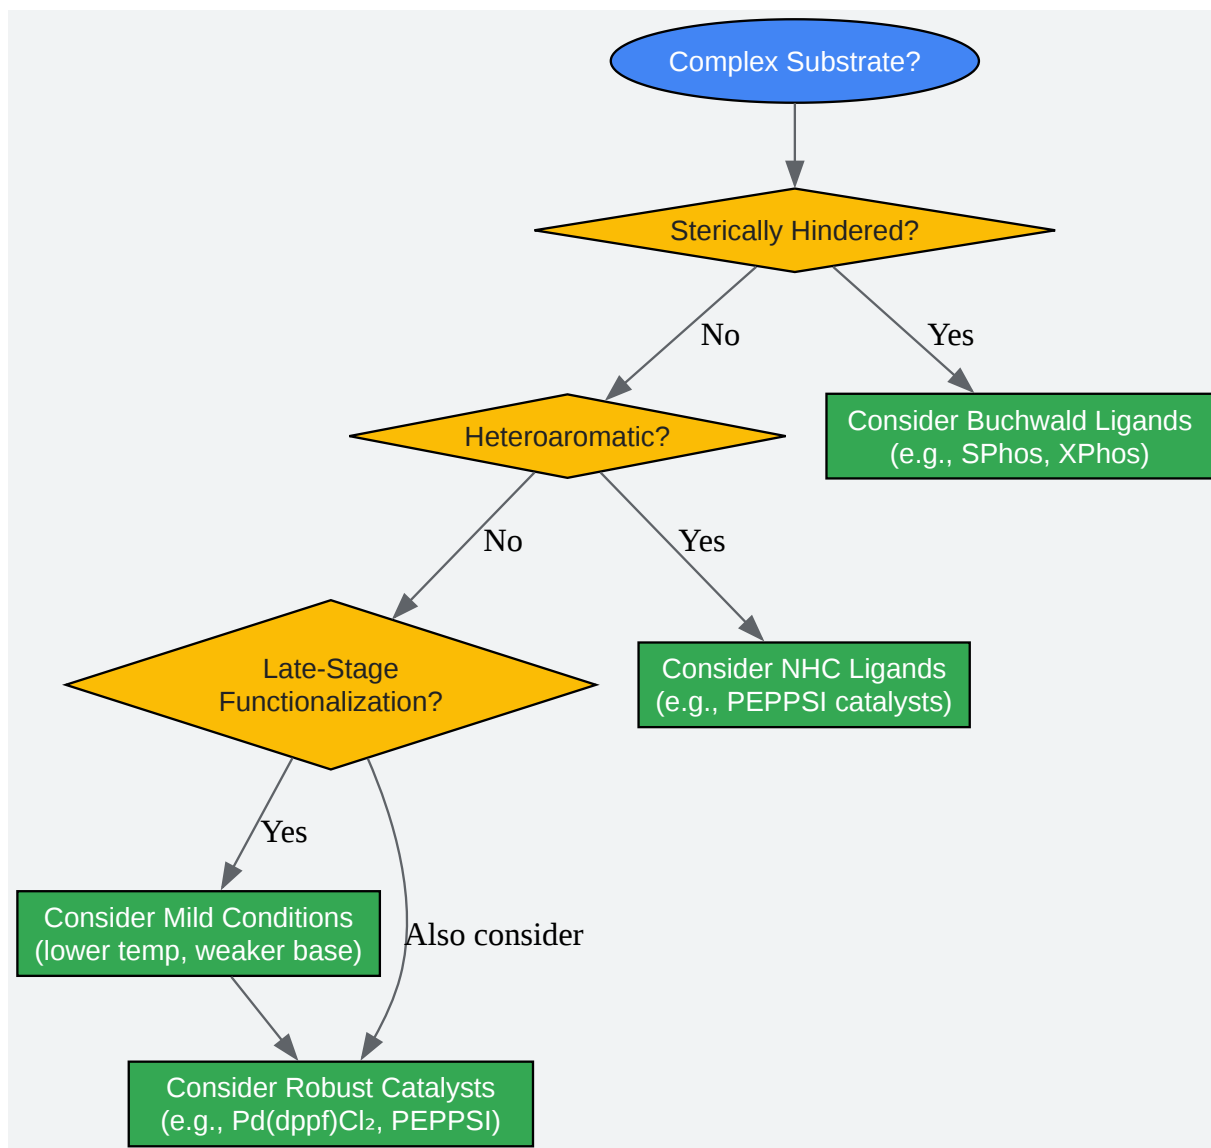 Complex Substrate?
Sterically Hindered?
No
Yes
Heteroaromatic?
Consider Buchwald Ligands
(e.g., SPhos, XPhos)
No
Yes
Late-Stage
Functionalization?
Consider NHC Ligands
(e.g., PEPPSI catalysts)
Yes
Consider Mild Conditions
(lower temp, weaker base)
Also consider
Consider Robust Catalysts
(e.g., Pd(dppf)Cl₂, PEPPSI)